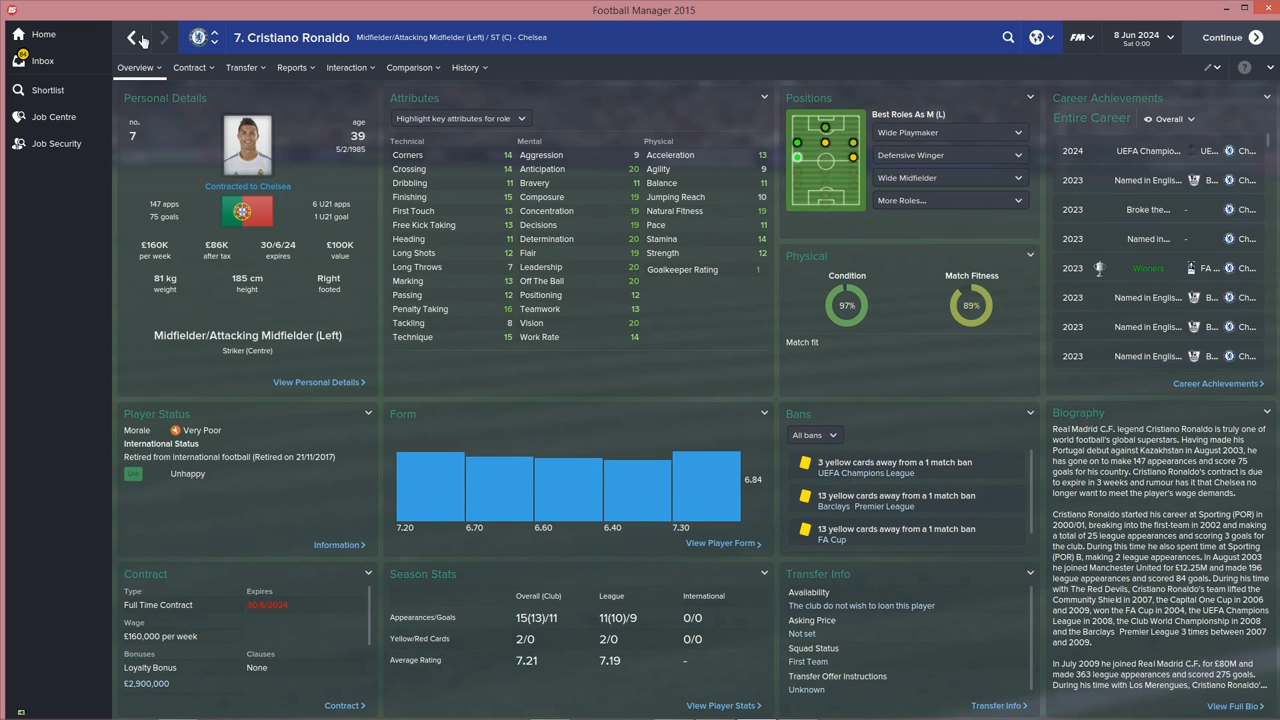 Football Manager 2015
Home
84
Inbox
Shortlist
Job Centre
Job Security
7. Cristiano Ronaldo
Midfielder/Attacking Midfielder (Left) / ST (C) - Chelsea
FM
8 Jun 2024
Sat 0:00
Continue
Overview
Contract
Transfer
Reports
Interaction
Comparison
History
?
Personal Details
no.
7
age
39
5/2/1985
Contracted to Chelsea
147 apps
75 goals
6 U21 apps
1 U21 goal
£160K
per week
£86K
after tax
30/6/24
expires
£100K
value
81 kg
weight
185 cm
height
Right
footed
Midfielder/Attacking Midfielder (Left)
Striker (Centre)
View Personal Details >
Attributes
Highlight key attributes for role
Technical Mental Physical
Corners 14 Aggression 9 Acceleration 13
Crossing 14 Anticipation 20 Agility 9
Dribbling 11 Bravery 11 Balance 11
Finishing 15 Composure 19 Jumping Reach 10
First Touch 13 Concentration 19 Natural Fitness 19
Free Kick Taking 13 Decisions 19 Pace 11
Heading 11 Determination 20 Stamina 14
Long Shots 12 Flair 19 Strength 12
Long Throws 7 Leadership 20 Goalkeeper Rating 1
Marking 13 Off The Ball 20
Passing 12 Positioning 12
Penalty Taking 16 Teamwork 13
Tackling 8 Vision 20
Technique 15 Work Rate 14
Positions
Best Roles As M (L)
Wide Playmaker
Defensive Winger
Wide Midfielder
More Roles...
Physical
Condition
97%
Match Fitness
89%
Match fit
Career Achievements
Entire Career
Overall
2024 UEFA Champio... UE... Ch...
2023 Named in Englis... B... Ch...
2023 Broke the... - Ch...
2023 Named in... - Ch...
2023 Winners FA ... Ch...
2023 Named in Englis... B... Ch...
2023 Named in Englis... B... Ch...
2023 Named in Englis... B... Ch...
Career Achievements >
Player Status
Morale Very Poor
International Status
Retired from international football (Retired on 21/11/2017)
Unhappy
Information >
Form
6.84
7.20 6.70 6.60 6.40 7.30
View Player Form >
Bans
All bans
3 yellow cards away from a 1 match ban
UEFA Champions League
13 yellow cards away from a 1 match ban
Barclays Premier League
13 yellow cards away from a 1 match ban
FA Cup
Biography
Real Madrid C.F. legend Cristiano Ronaldo is truly one of
world football's global superstars. Having made his
Portugal debut against Kazakhstan in August 2003, he
has gone on to make 147 appearances and score 75
goals for his country. Cristiano Ronaldo's contract is due
to expire in 3 weeks and rumour has it that Chelsea no
longer want to meet the player's wage demands.
Cristiano Ronaldo started his career at Sporting (POR) in
2000/01, breaking into the first-team in 2002 and making
a total of 25 league appearances and scoring 3 goals for
the club. During this time he also spent time at Sporting
(POR) B, making 2 league appearances. In August 2003
he joined Manchester United for £12.25M and made 196
league appearances and scored 84 goals. During his time
with The Red Devils, Cristiano Ronaldo's team lifted the
Community Shield in 2007, the Capital One Cup in 2006
and 2009, won the FA Cup in 2004, the UEFA Champions
League in 2008, the Club World Championship in 2008
and the Barclays Premier League 3 times between 2007
and 2009.
In July 2009 he joined Real Madrid C.F. for £80M and
made 363 league appearances and scored 275 goals.
During his time with Los Merengues, Cristiano Ronaldo'...
View Full Bio >
Contract
Type Expires
Full Time Contract 30/6/2024
Wage
£160,000 per week
Bonuses Clauses
Loyalty Bonus None
£2,900,000
Contract >
Season Stats
Overall (Club) League International
Appearances/Goals 15(13)/11 11(10)/9 0/0
Yellow/Red Cards 2/0 2/0 0/0
Average Rating 7.21 7.19 -
View Player Stats >
Transfer Info
Availability
The club do not wish to loan this player
Asking Price
Not set
Squad Status
First Team
Transfer Offer Instructions
Unknown
Transfer Info >